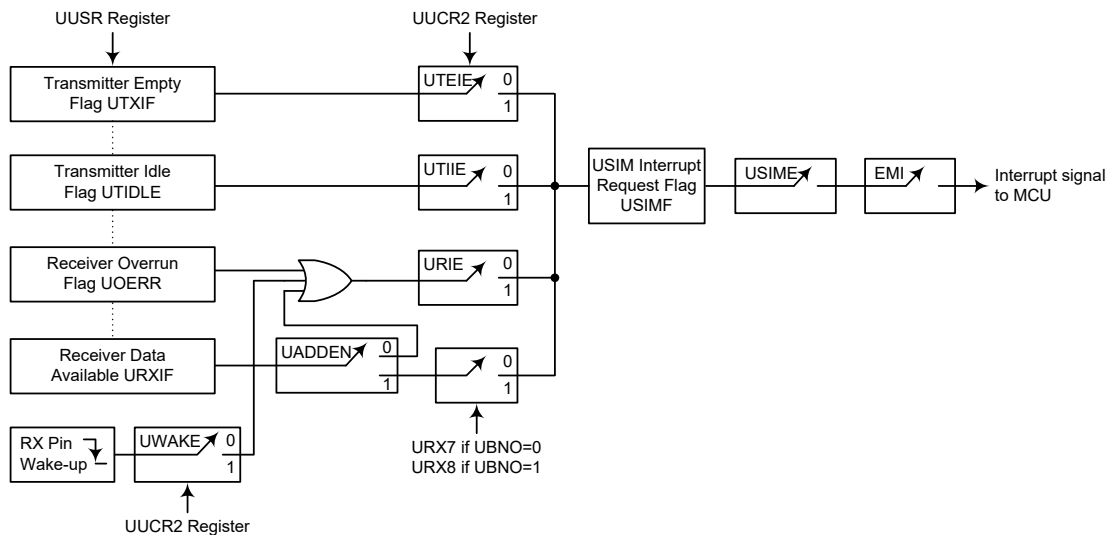 UUSR Register
UUCR2 Register
Transmitter Empty
Flag UTXIF
UTEIE
0
1
Transmitter Idle
Flag UTIDLE
UTIIE
0
1
USIM Interrupt
Request Flag
USIMF
USIME
EMI
Interrupt signal
to MCU
Receiver Overrun
Flag UOERR
URIE
0
1
Receiver Data
Available URXIF
UADDEN
0
1
0
1
RX Pin
Wake-up
UWAKE
0
1
URX7 if UBNO=0
URX8 if UBNO=1
UUCR2 Register